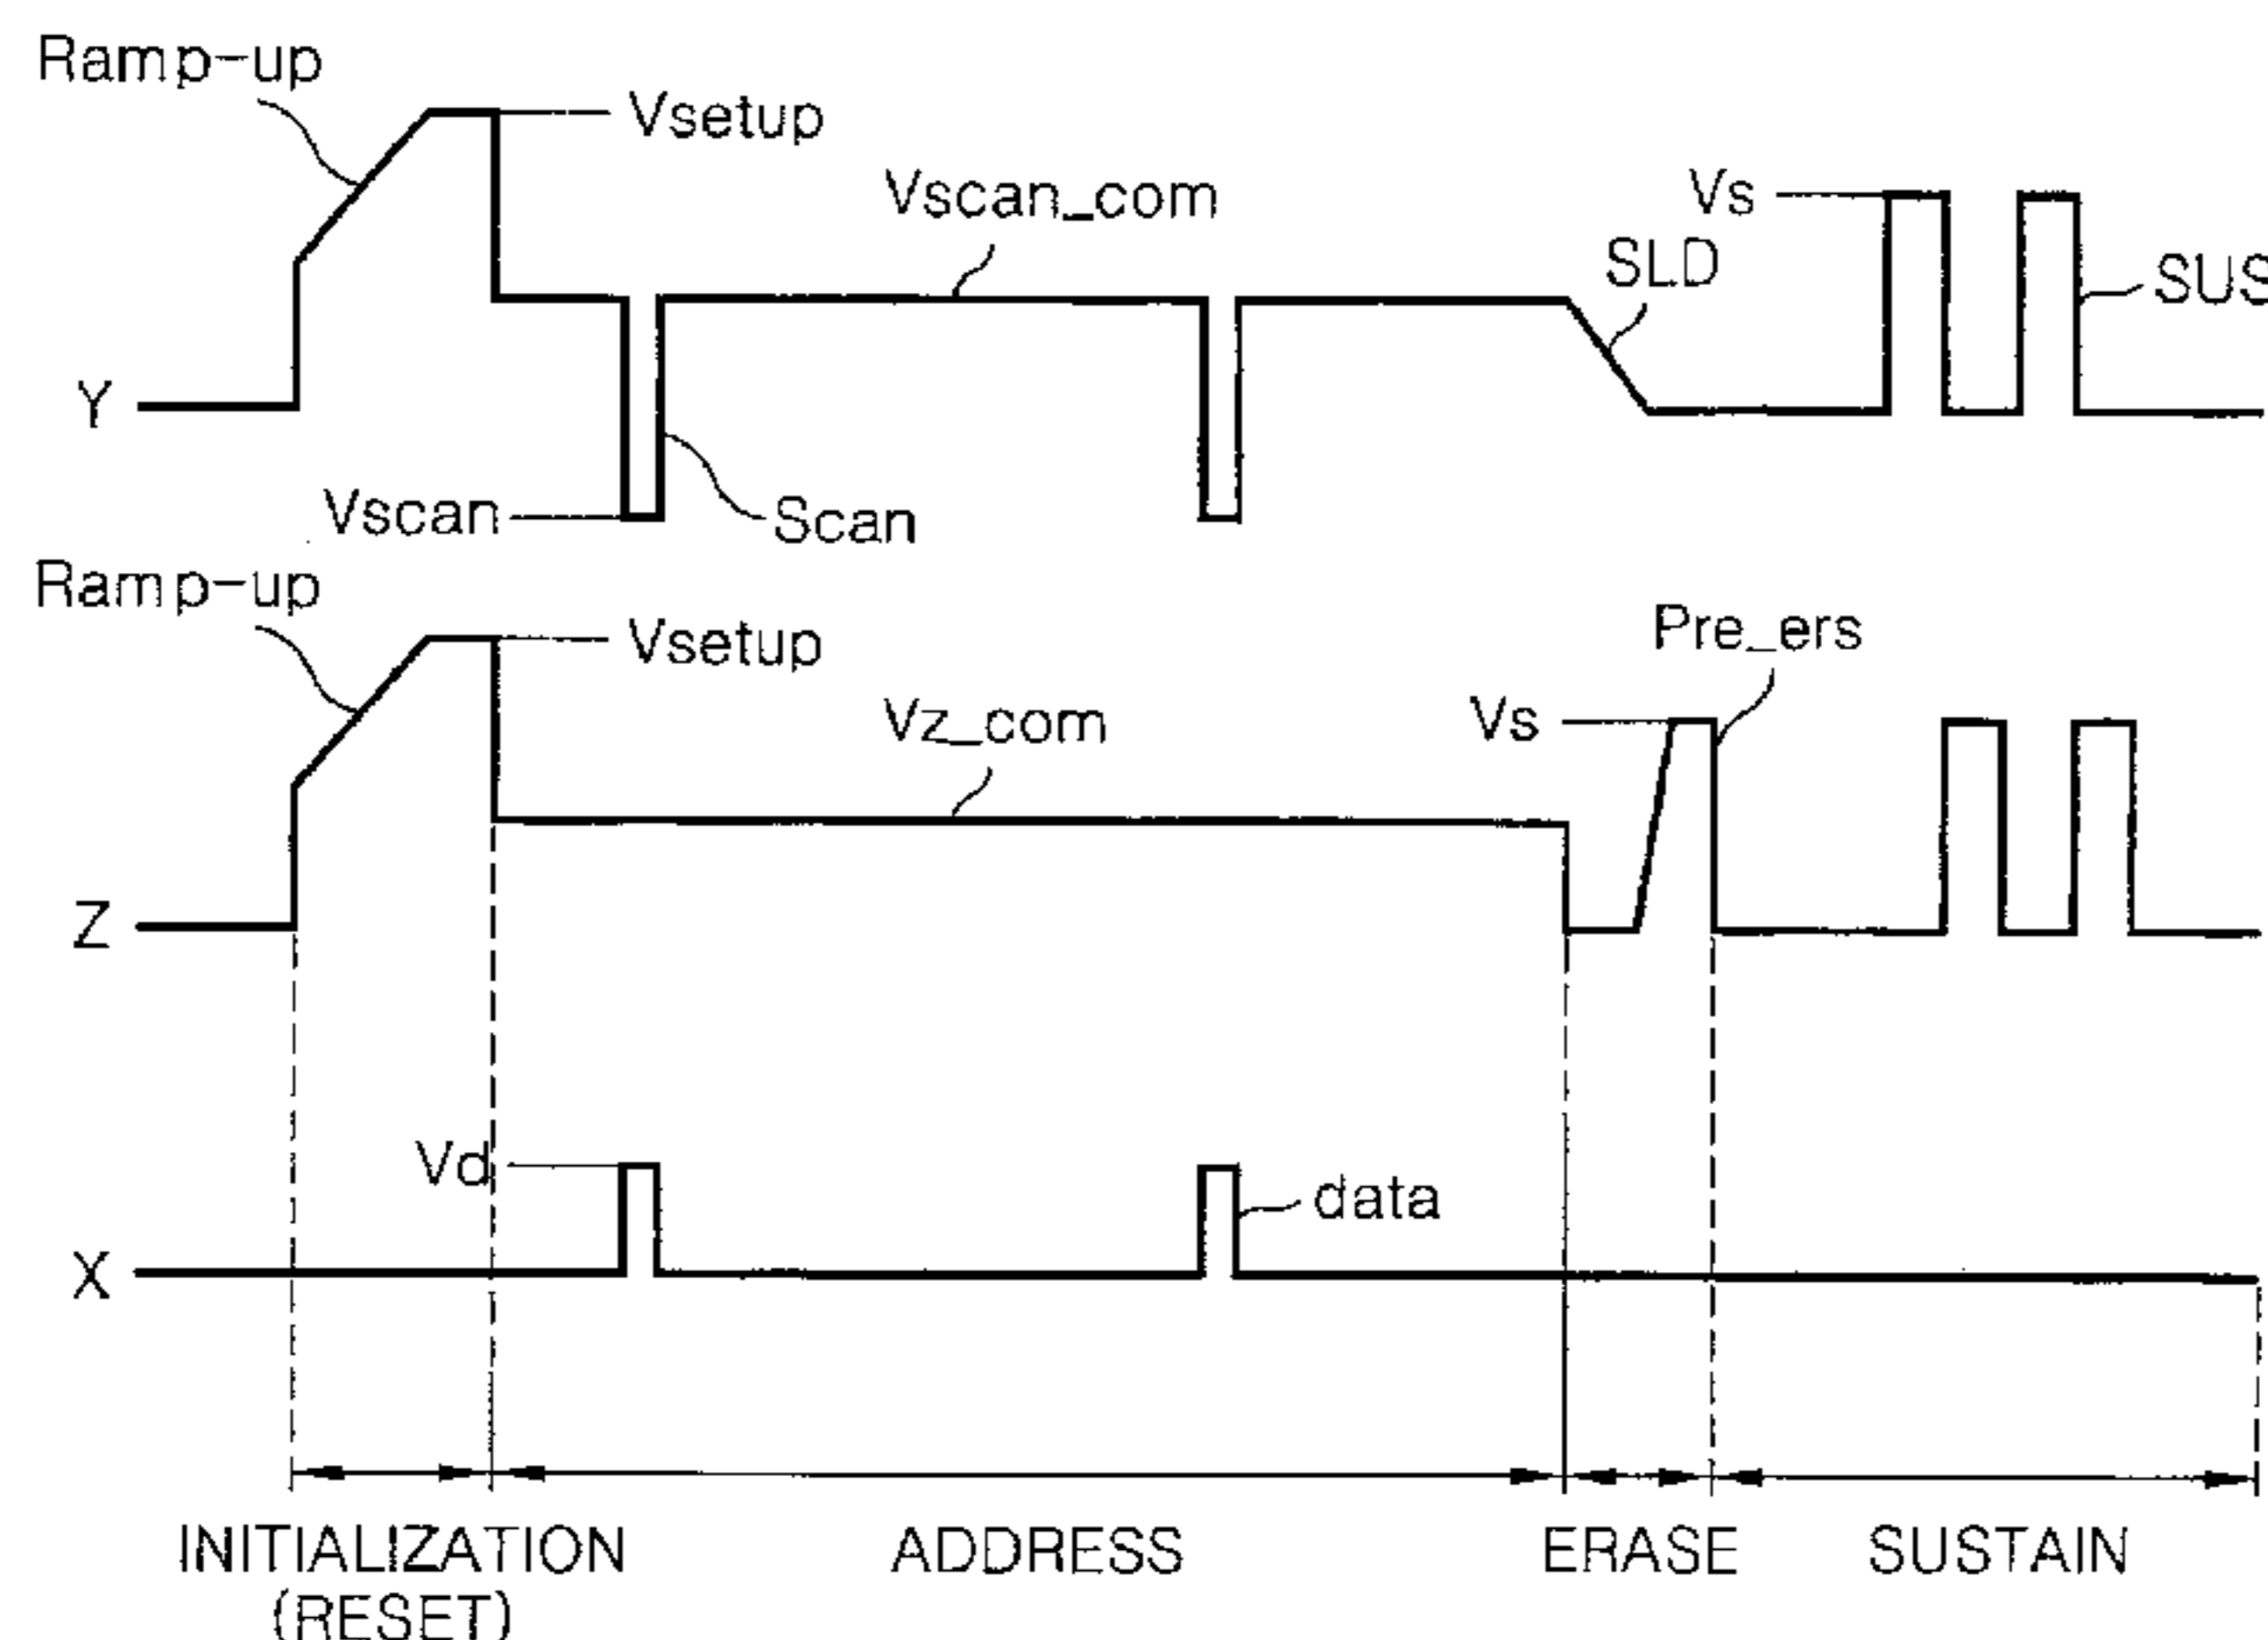 Ramp-up
Vsetup
Vscan_com
Vs
SLD
SUS
Y
Vscan
Scan
Ramp-up
Vsetup
Pre_ers
Vz_com
Vs
Z
Vd
data
X
INITIALIZATION
(RESET)
ADDRESS
ERASE
SUSTAIN